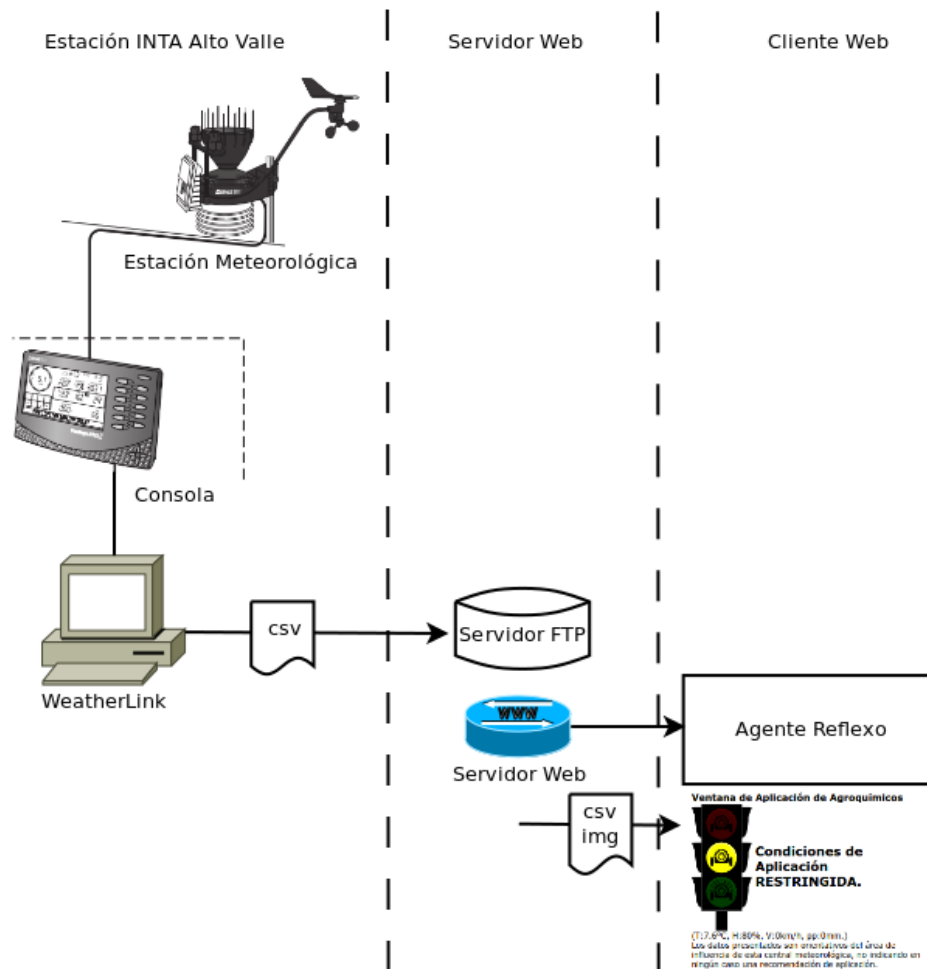 Estación INTA Alto Valle
Servidor Web
Cliente Web
Estación Meteorológica
Consola
csv
Servidor FTP
WeatherLink
WWW
Servidor Web
Agente Reflexo
csv
img
Ventana de Aplicación de Agroquímicos
Condiciones de
Aplicación
RESTRINGIDA.
(T:7.6ºC, H:80%, V:0km/h, pp:0mm.)
Los datos presentados son orientativos del área de
influencia de esta central meteorológica, no indicando en
ningún caso una recomendación de aplicación.